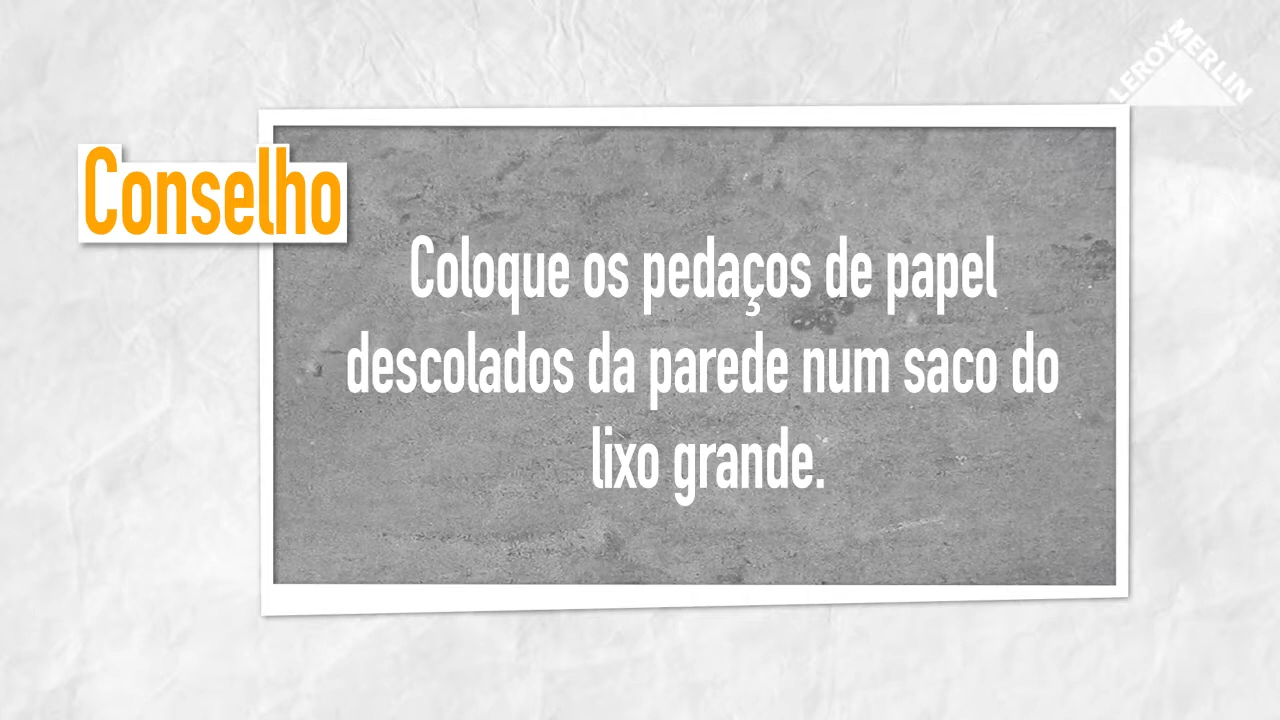 LEROY MERLIN
Conselho
Coloque os pedaços de papel
descolados da parede num saco do
lixo grande.